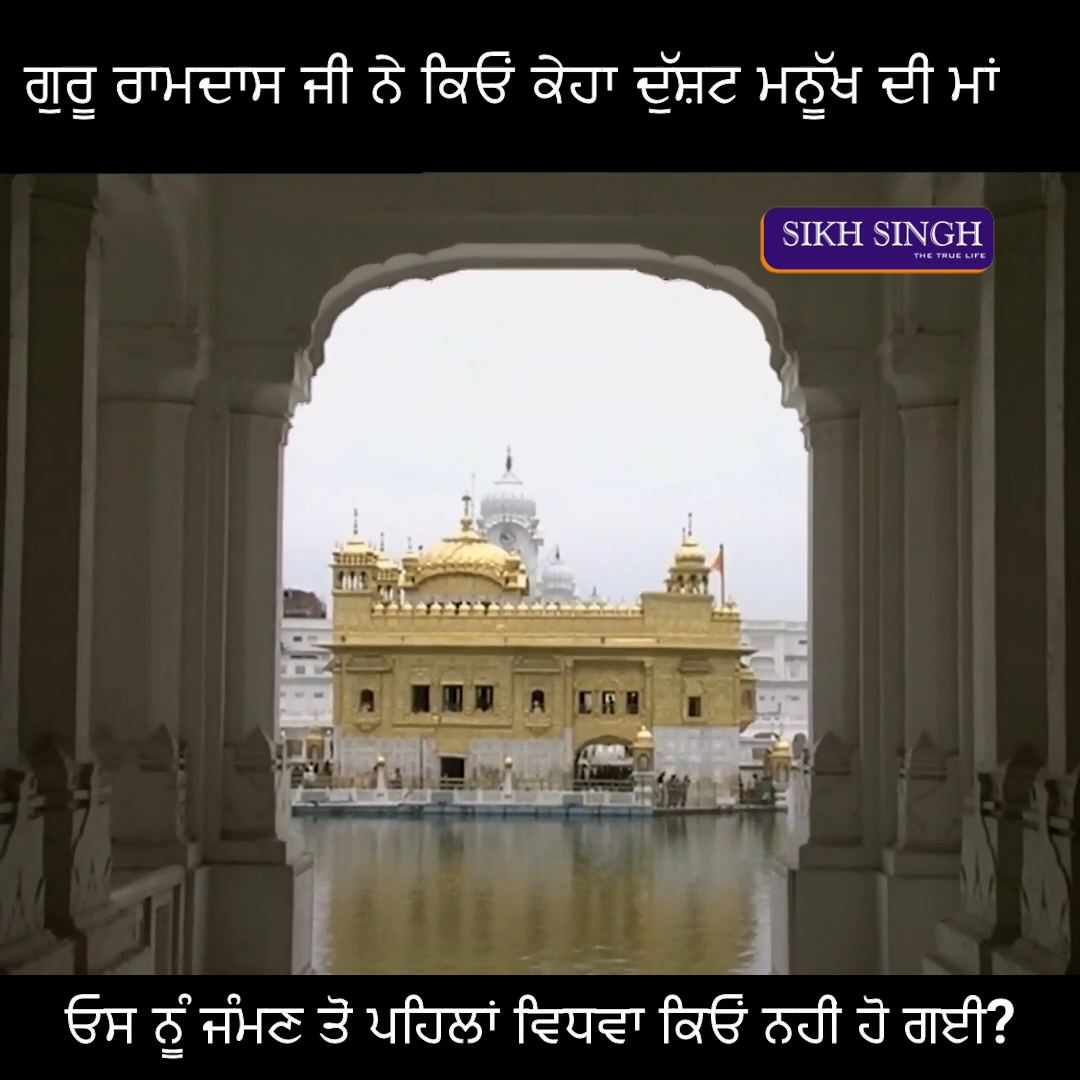 ਗੁਰੂ ਰਾਮਦਾਸ ਜੀ ਨੇ ਕਿਓਂ ਕੇਹਾ ਦੁੱਸ਼ਟ ਮਨੁੱਖ ਦੀ ਮਾਂ
SIKH SINGH
THE TRUE LIFE
ਓਸ ਨੂੰ ਜੰਮਣ ਤੋਂ ਪਹਿਲਾਂ ਵਿਧਵਾ ਕਿਓਂ ਨਹੀ ਹੋ ਗਈ?